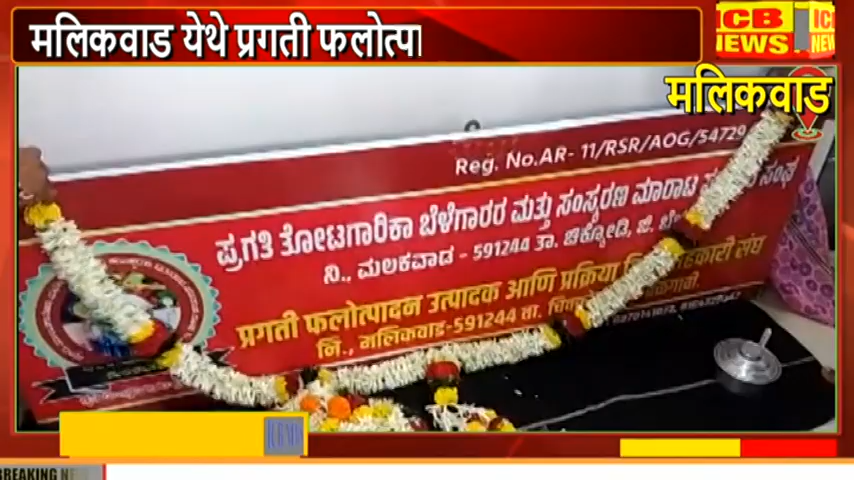 मलिकवाड येथे प्रगती फलोत्पा
ICB NEWS
मलिकवाड
Reg. No.AR- 11/RSR/AOG/54729
ಪ್ರಗತಿ ತೋಟಗಾರಿಕಾ ಬೆಳೆಗಾರರ ಮತ್ತು ಸಂಸ್ಕರಣ ಮಾರಾಟ ಸಂಘ
ನಿ., ಮಲಕವಾಡ - 591244 ತಾ. ಚಿಕ್ಕೋಡಿ, ಜಿ.
प्रगती फलोत्पादन उत्पादक आणि प्रक्रिया संघ
नि., मलिकवाड-591244 ता.
BREAKING